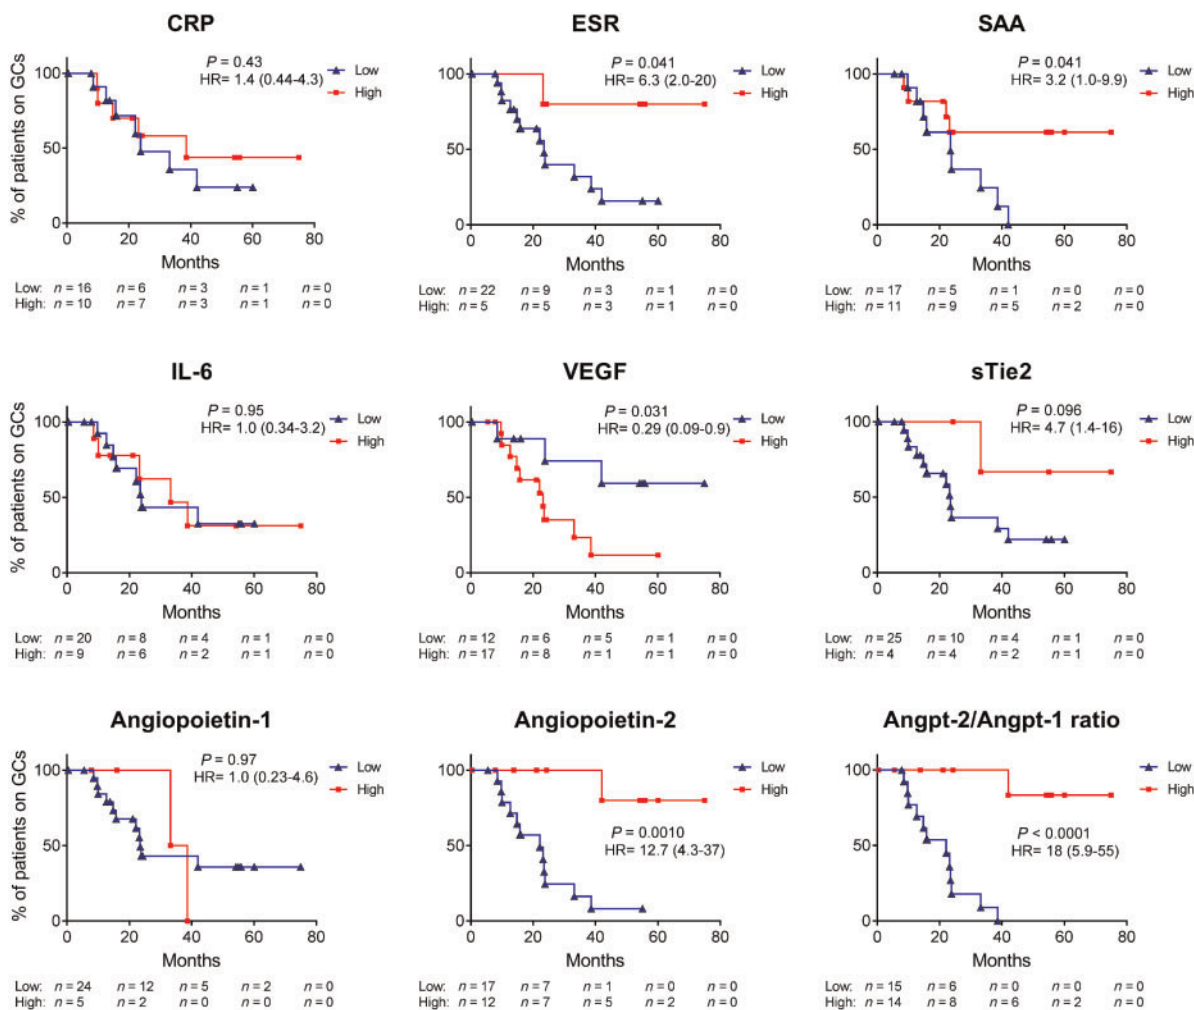 CRP
P = 0.43
HR= 1.4 (0.44-4.3)
Low
High
% of patients on GCs
100
50
0
0 20 40 60 80
Months
Low: n = 16 n = 6 n = 3 n = 1 n = 0
High: n = 10 n = 7 n = 3 n = 1 n = 0
ESR
P = 0.041
HR= 6.3 (2.0-20)
Low
High
100
50
0
0 20 40 60 80
Months
Low: n = 22 n = 9 n = 3 n = 1 n = 0
High: n = 5 n = 5 n = 3 n = 1 n = 0
SAA
P = 0.041
HR= 3.2 (1.0-9.9)
Low
High
100
50
0
0 20 40 60 80
Months
Low: n = 17 n = 5 n = 1 n = 0 n = 0
High: n = 11 n = 9 n = 5 n = 2 n = 0
IL-6
P = 0.95
HR= 1.0 (0.34-3.2)
Low
High
% of patients on GCs
100
50
0
0 20 40 60 80
Months
Low: n = 20 n = 8 n = 4 n = 1 n = 0
High: n = 9 n = 6 n = 2 n = 1 n = 0
VEGF
P = 0.031
HR= 0.29 (0.09-0.9)
Low
High
100
50
0
0 20 40 60 80
Months
Low: n = 12 n = 6 n = 5 n = 1 n = 0
High: n = 17 n = 8 n = 1 n = 1 n = 0
sTie2
P = 0.096
HR= 4.7 (1.4-16)
Low
High
100
50
0
0 20 40 60 80
Months
Low: n = 25 n = 10 n = 4 n = 1 n = 0
High: n = 4 n = 4 n = 2 n = 1 n = 0
Angiopoietin-1
P = 0.97
HR= 1.0 (0.23-4.6)
Low
High
% of patients on GCs
100
50
0
0 20 40 60 80
Months
Low: n = 24 n = 12 n = 5 n = 2 n = 0
High: n = 5 n = 2 n = 0 n = 0 n = 0
Angiopoietin-2
Low
High
P = 0.0010
HR= 12.7 (4.3-37)
100
50
0
0 20 40 60 80
Months
Low: n = 17 n = 7 n = 1 n = 0 n = 0
High: n = 12 n = 7 n = 5 n = 2 n = 0
Angpt-2/Angpt-1 ratio
Low
High
P < 0.0001
HR= 18 (5.9-55)
100
50
0
0 20 40 60 80
Months
Low: n = 15 n = 6 n = 0 n = 0 n = 0
High: n = 14 n = 8 n = 6 n = 2 n = 0